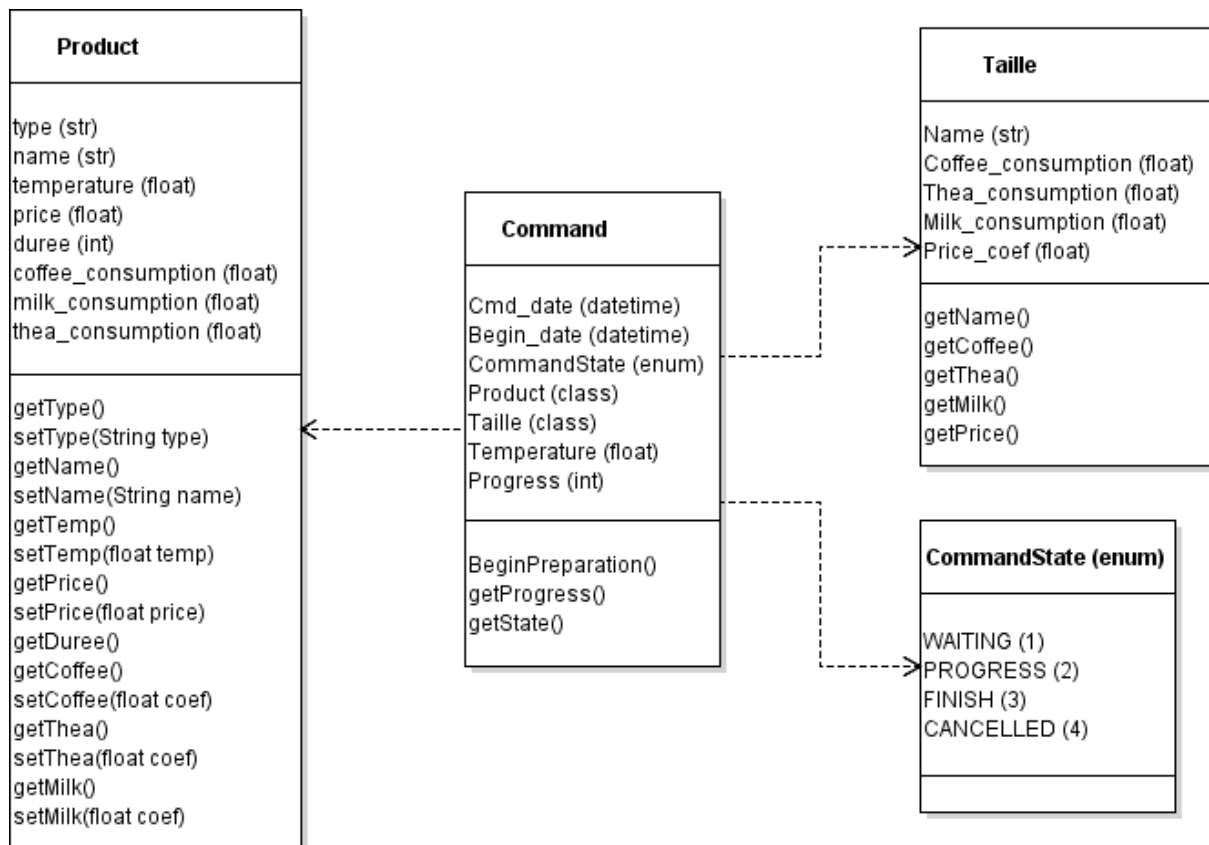 Product
type (str)
name (str)
temperature (float)
price (float)
duree (int)
coffee_consumption (float)
milk_consumption (float)
thea_consumption (float)
getType()
setType(String type)
getName()
setName(String name)
getTemp()
setTemp(float temp)
getPrice()
setPrice(float price)
getDuree()
getCoffee()
setCoffee(float coef)
getThea()
setThea(float coef)
getMilk()
setMilk(float coef)
Command
Cmd_date (datetime)
Begin_date (datetime)
CommandState (enum)
Product (class)
Taille (class)
Temperature (float)
Progress (int)
BeginPreparation()
getProgress()
getState()
Taille
Name (str)
Coffee_consumption (float)
Thea_consumption (float)
Milk_consumption (float)
Price_coef (float)
getName()
getCoffee()
getThea()
getMilk()
getPrice()
CommandState (enum)
WAITING (1)
PROGRESS (2)
FINISH (3)
CANCELLED (4)